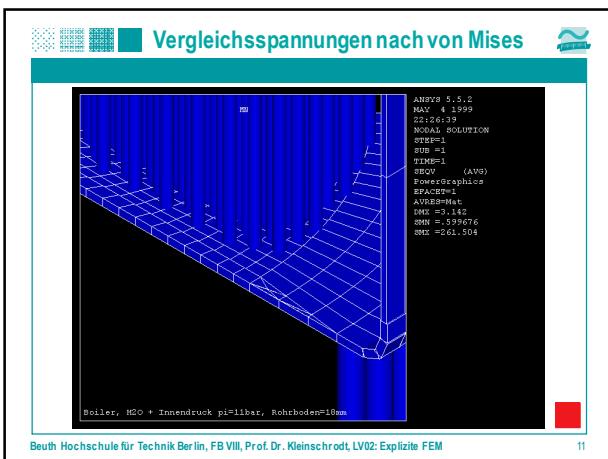 Vergleichsspannungen nach von Mises
MN
ANSYS 5.5.2
MAY  4 1999
22:26:39
NODAL SOLUTION
STEP=1
SUB =1
TIME=1
SEQV     (AVG)
PowerGraphics
EFACET=1
AVRES=Mat
DMX =3.142
SMN =.599676
SMX =261.504
Boiler, M2O + Innendruck pi=11bar, Rohrboden=18mm
Beuth Hochschule für Technik Berlin, FB VIII, Prof. Dr. Kleinschrodt, LV02: Explizite FEM
11